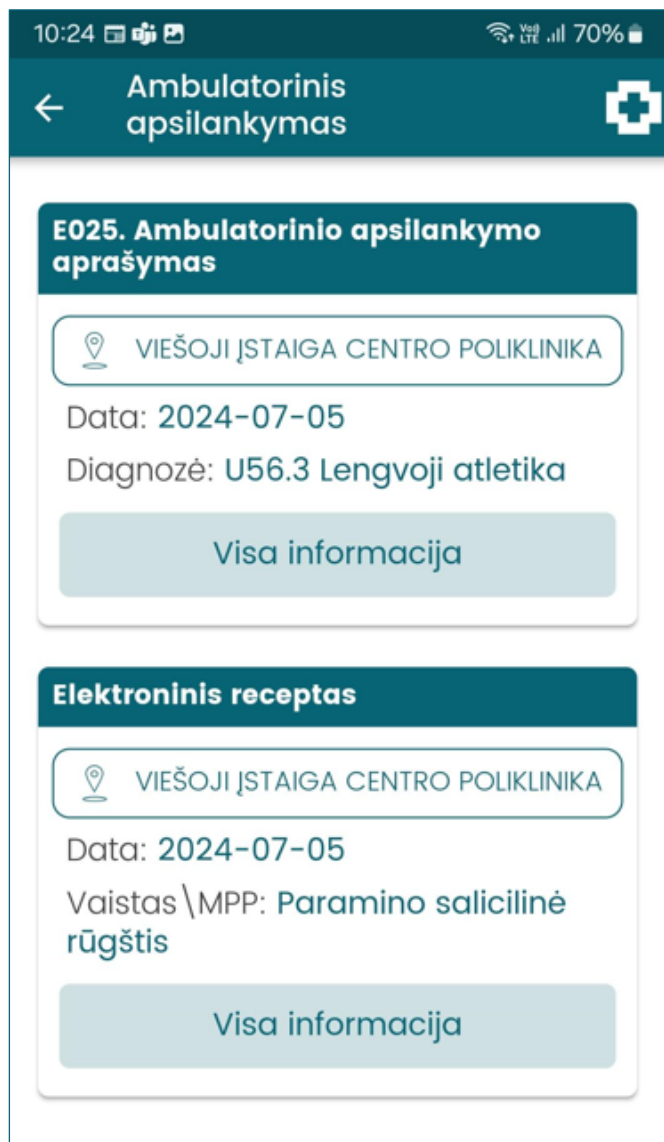 10:24 70%
Ambulatorinis
apsilankymas
E025. Ambulatorinio apsilankymo
aprašymas
VIEŠOJI ĮSTAIGA CENTRO POLIKLINIKA
Data: 2024-07-05
Diagnozė: U56.3 Lengvoji atletika
Visa informacija
Elektroninis receptas
VIEŠOJI ĮSTAIGA CENTRO POLIKLINIKA
Data: 2024-07-05
Vaistas\MPP: Paramino salicilinė
rūgštis
Visa informacija